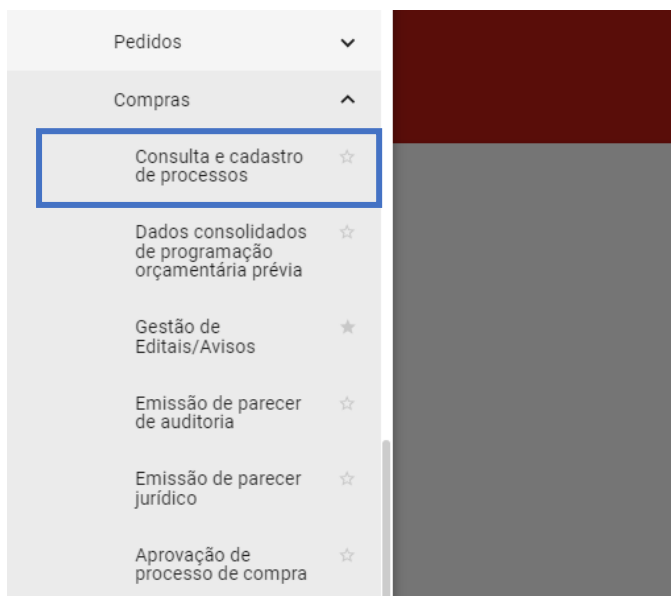 Pedidos
Compras
Consulta e cadastro
de processos
Dados consolidados
de programação
orçamentária prévia
Gestão de
Editais/Avisos
Emissão de parecer
de auditoria
Emissão de parecer
jurídico
Aprovação de
processo de compra